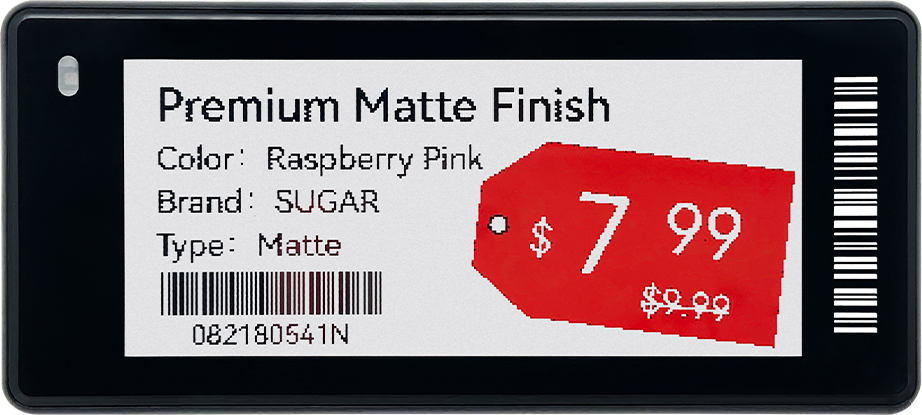 Premium Matte Finish
Color: Raspberry Pink
Brand: SUGAR
Type: Matte
082180541N
$ 7 99
$9.99